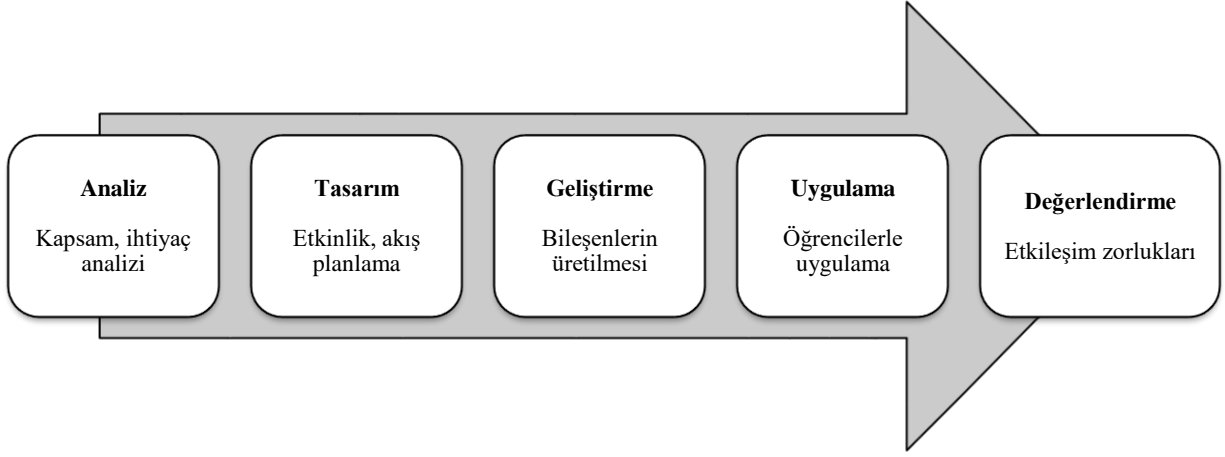 Analiz
Kapsam, ihtiyaç
analizi
Tasarım
Etkinlik, akış
planlama
Geliştirme
Bileşenlerin
üretilmesi
Uygulama
Öğrencilerle
uygulama
Değerlendirme
Etkileşim zorlukları